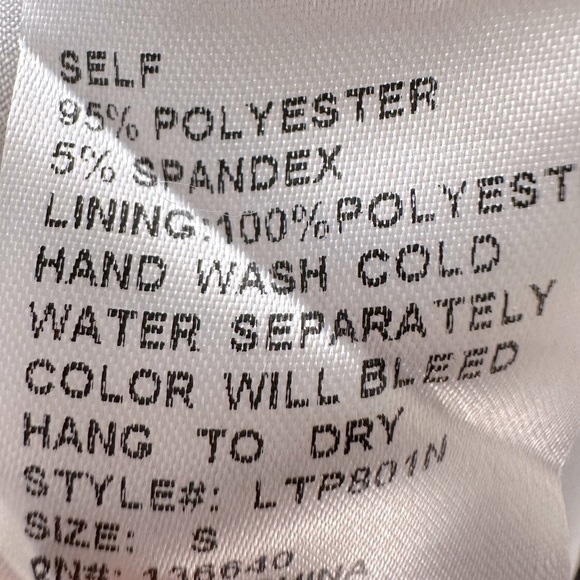 SELF
95% POLYESTER
5% SPANDEX
LINING:100%POLYEST
HAND WASH COLD
WATER SEPARATELY
COLOR WILL BLEED
HANG TO DRY
STYLE#: LTP801N
SIZE: S
RN#: